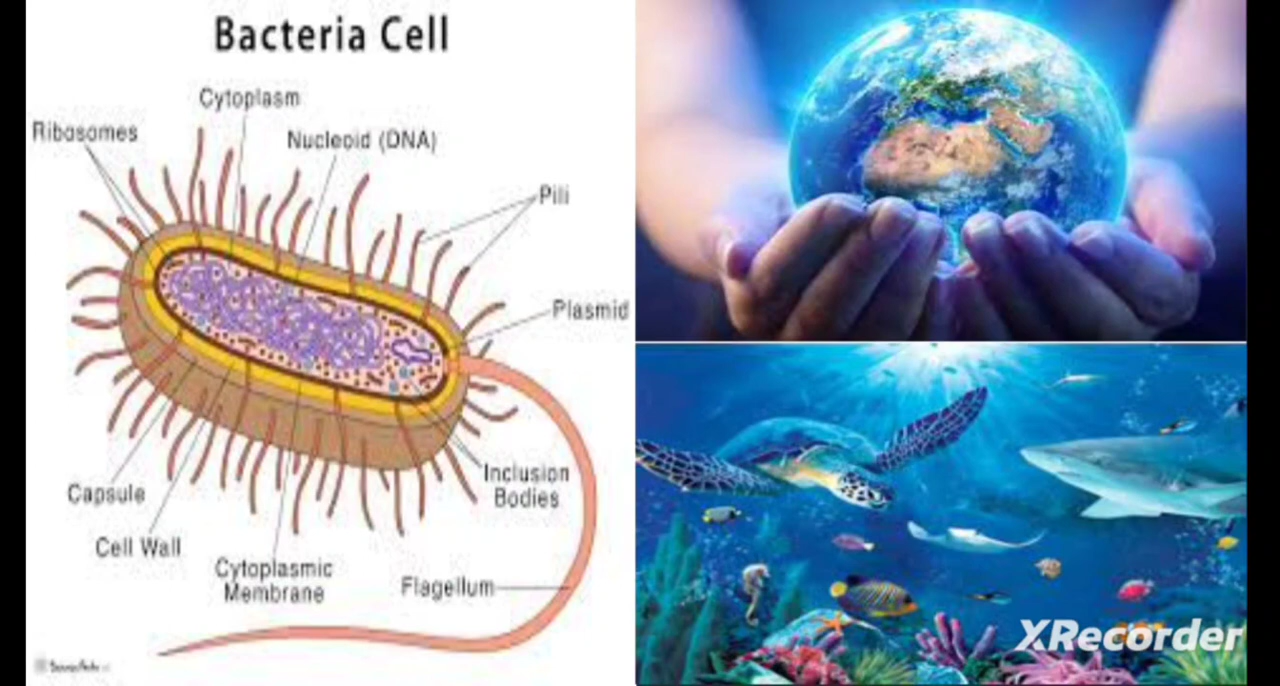 Bacteria Cell
Cytoplasm
Ribosomes
Nucleoid (DNA)
Pili
Plasmid
Inclusion
Bodies
Capsule
Cell Wall
Cytoplasmic
Membrane
Flagellum
XRecorder